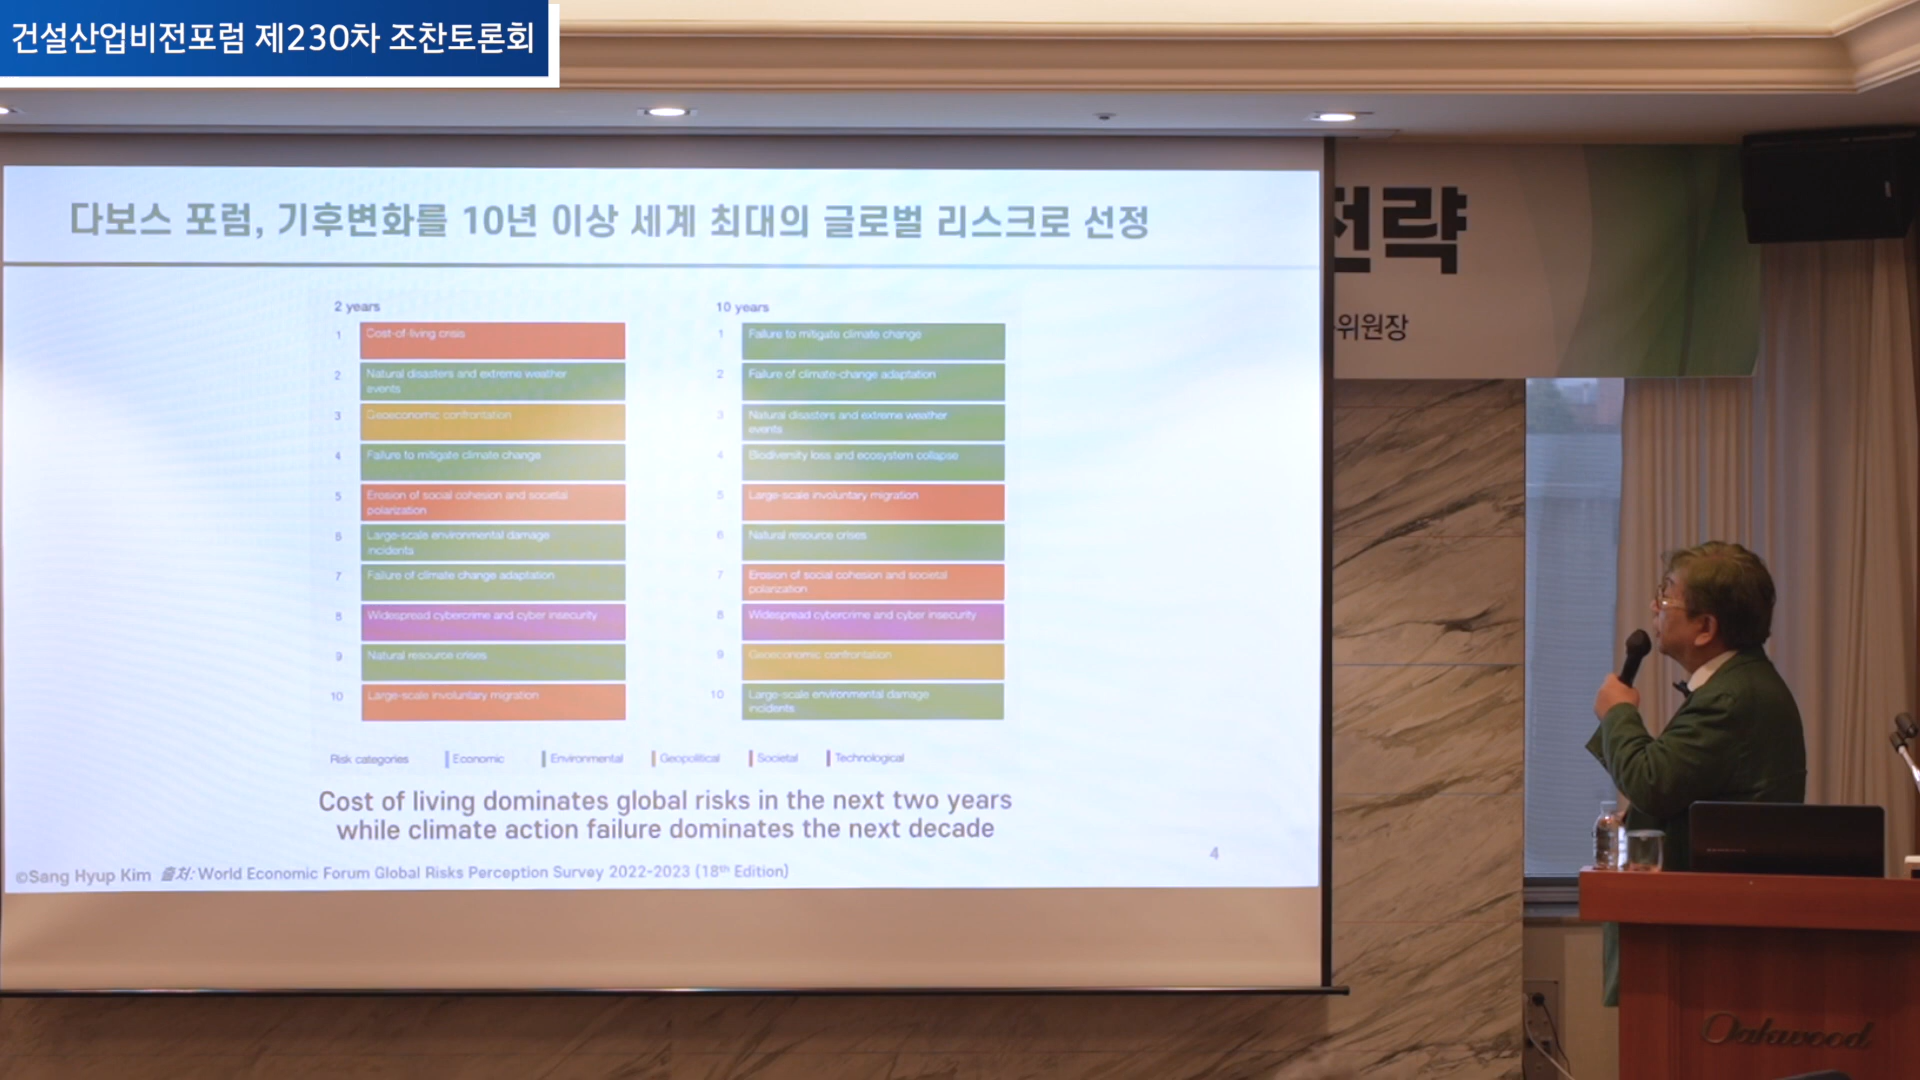 건설산업비전포럼 제230차 조찬토론회
다보스 포럼, 기후변화를 10년 이상 세계 최대의 글로벌 리스크로 선정
2 years
1 Cost-of-living crisis
2 Natural disasters and extreme weather
events
3 Geoeconomic confrontation
4 Failure to mitigate climate change
5 Erosion of social cohesion and societal
polarization
6 Large-scale environmental damage
incidents
7 Failure of climate change adaptation
8 Widespread cybercrime and cyber insecurity
9 Natural resource crises
10 Large-scale involuntary migration
10 years
1 Failure to mitigate climate change
2 Failure of climate-change adaptation
3 Natural disasters and extreme weather
events
4 Biodiversity loss and ecosystem collapse
5 Large-scale involuntary migration
6 Natural resource crises
7 Erosion of social cohesion and societal
polarization
8 Widespread cybercrime and cyber insecurity
9 Geoeconomic confrontation
10 Large-scale environmental damage
incidents
Risk categories Economic Environmental Geopolitical Societal Technological
Cost of living dominates global risks in the next two years
while climate action failure dominates the next decade
4
©Sang Hyup Kim 출처: World Economic Forum Global Risks Perception Survey 2022-2023 (18th Edition)
전략
위원장
Oakwood